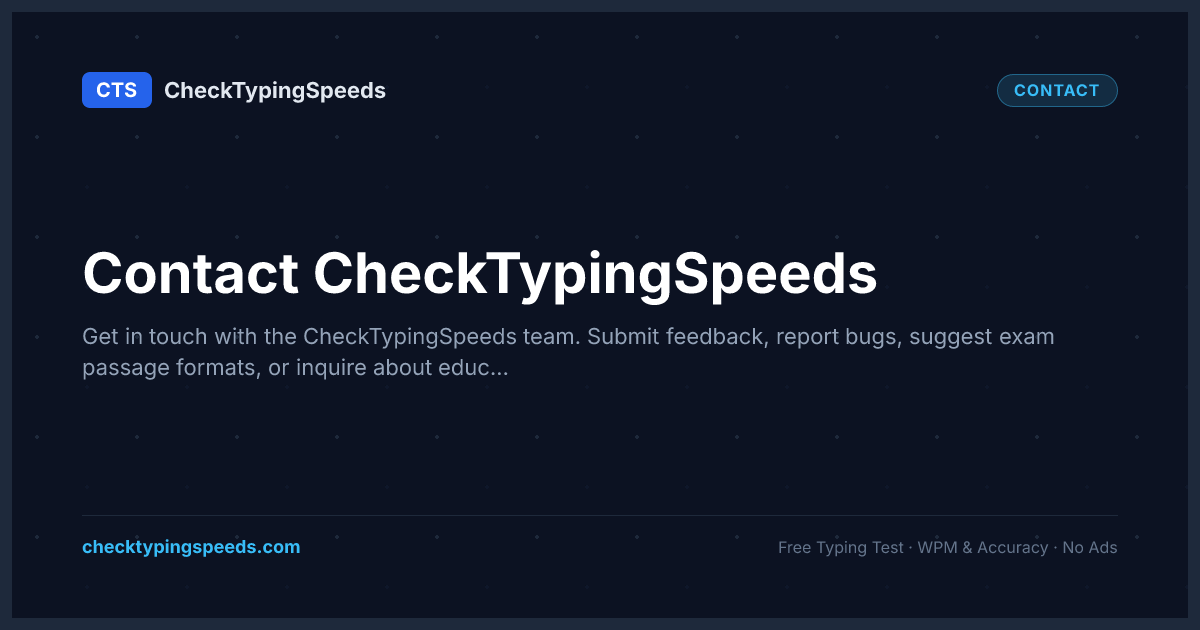 CTS CheckTypingSpeeds
CONTACT
Contact CheckTypingSpeeds
Get in touch with the CheckTypingSpeeds team. Submit feedback, report bugs, suggest exam
passage formats, or inquire about educ...
checktypingspeeds.com
Free Typing Test · WPM & Accuracy · No Ads